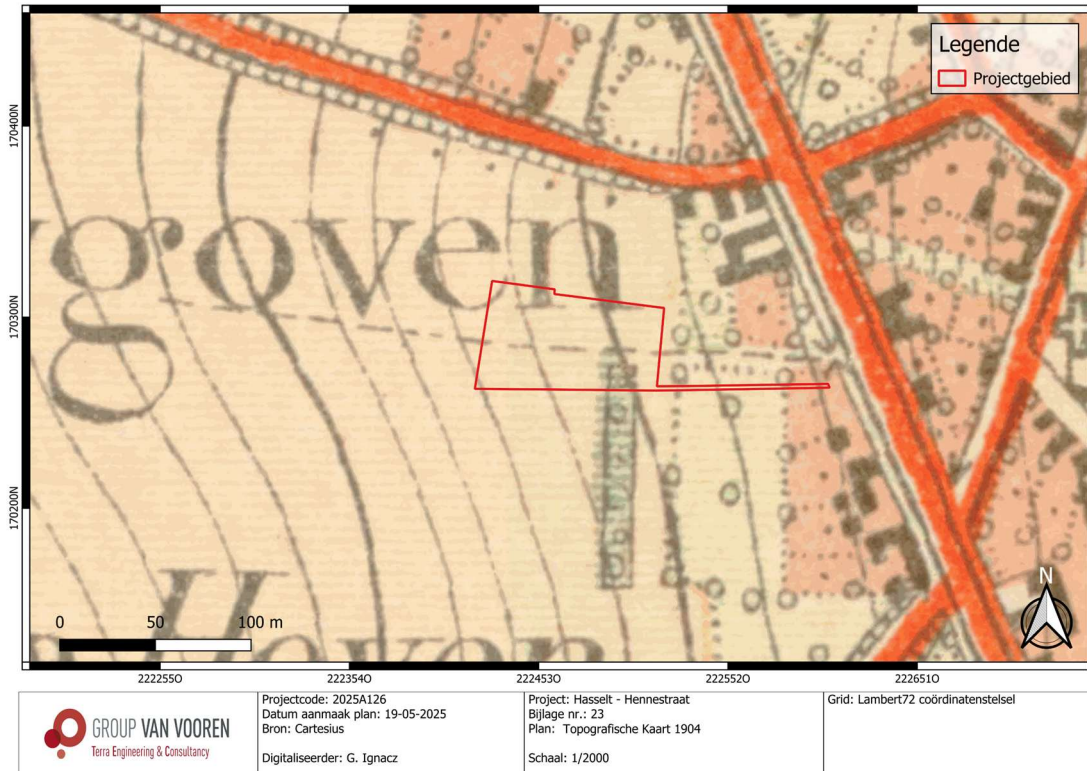 Legende
Projectgebied
170400N
groven
170300N
170200N
Hoven
N
0 50 100 m
222255O 222354O 222453O 222552O 222651O
GROUP VAN VOOREN
Terra Engineering & Consultancy
Projectcode: 2025A126
Datum aanmaak plan: 19-05-2025
Bron: Cartesius
Digitaliseerder: G. Ignacz
Project: Hasselt - Hennestraat
Bijlage nr.: 23
Plan: Topografische Kaart 1904
Schaal: 1/2000
Grid: Lambert72 coördinatenstelsel